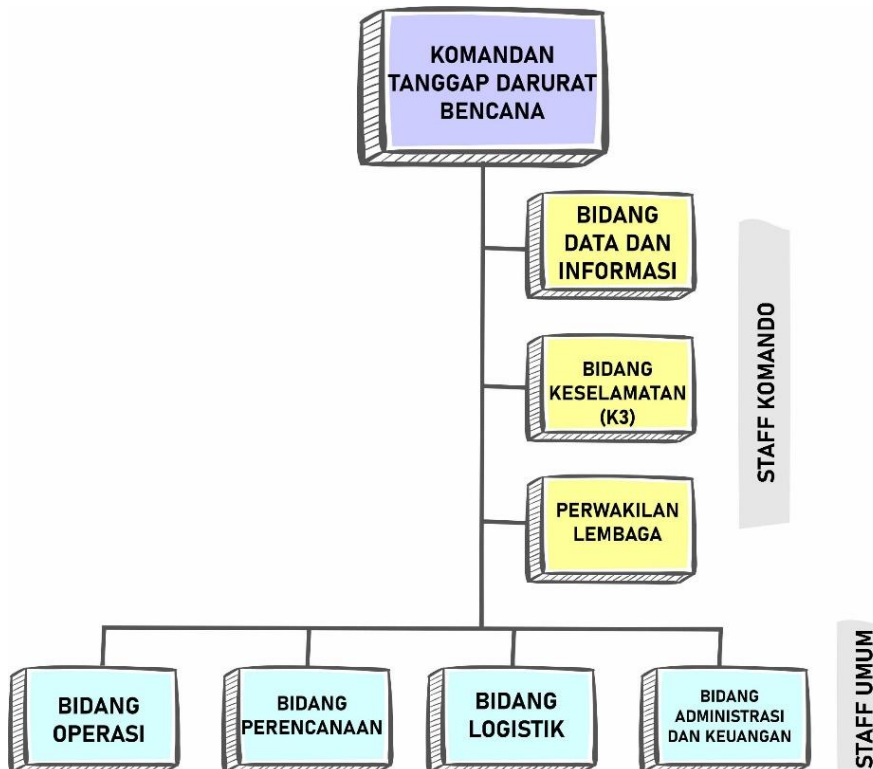 KOMANDAN
TANGGAP DARURAT
BENCANA
BIDANG
DATA DAN
INFORMASI
BIDANG
KESELAMATAN
(K3)
PERWAKILAN
LEMBAGA
STAFF KOMANDO
BIDANG
OPERASI
BIDANG
PERENCANAAN
BIDANG
LOGISTIK
BIDANG
ADMINISTRASI
DAN KEUANGAN
STAFF UMUM